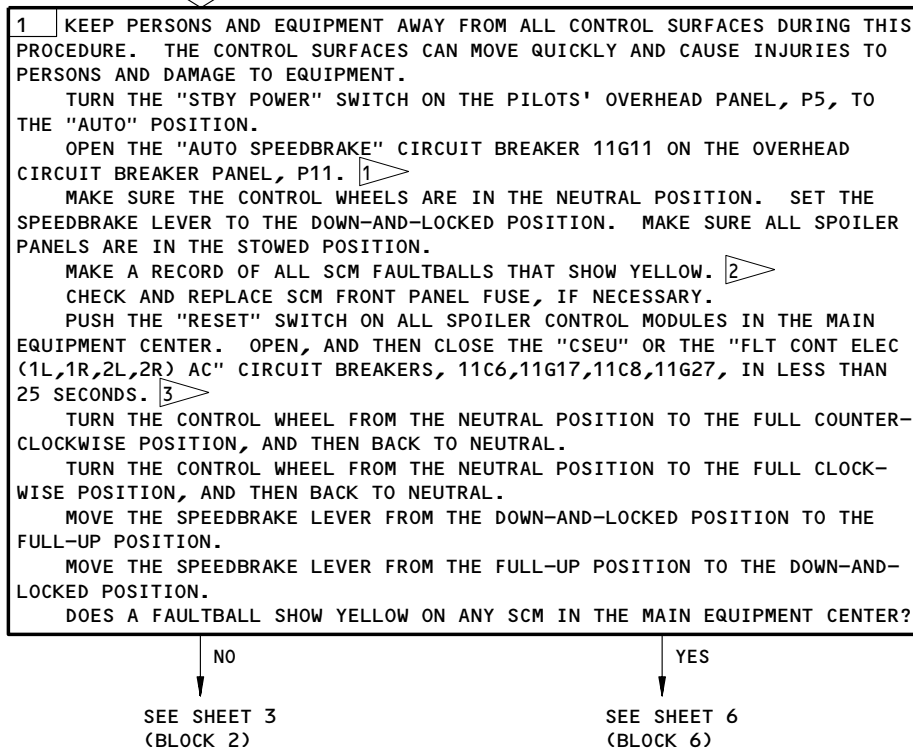 1 KEEP PERSONS AND EQUIPMENT AWAY FROM ALL CONTROL SURFACES DURING THIS
PROCEDURE. THE CONTROL SURFACES CAN MOVE QUICKLY AND CAUSE INJURIES TO
PERSONS AND DAMAGE TO EQUIPMENT.
TURN THE "STBY POWER" SWITCH ON THE PILOTS' OVERHEAD PANEL, P5, TO
THE "AUTO" POSITION.
OPEN THE "AUTO SPEEDBRAKE" CIRCUIT BREAKER 11G11 ON THE OVERHEAD
CIRCUIT BREAKER PANEL, P11. 1
MAKE SURE THE CONTROL WHEELS ARE IN THE NEUTRAL POSITION. SET THE
SPEEDBRAKE LEVER TO THE DOWN-AND-LOCKED POSITION. MAKE SURE ALL SPOILER
PANELS ARE IN THE STOWED POSITION.
MAKE A RECORD OF ALL SCM FAULTBALLS THAT SHOW YELLOW. 2
CHECK AND REPLACE SCM FRONT PANEL FUSE, IF NECESSARY.
PUSH THE "RESET" SWITCH ON ALL SPOILER CONTROL MODULES IN THE MAIN
EQUIPMENT CENTER. OPEN, AND THEN CLOSE THE "CSEU" OR THE "FLT CONT ELEC
(1L,1R,2L,2R) AC" CIRCUIT BREAKERS, 11C6,11G17,11C8,11G27, IN LESS THAN
25 SECONDS. 3
TURN THE CONTROL WHEEL FROM THE NEUTRAL POSITION TO THE FULL COUNTER-
CLOCKWISE POSITION, AND THEN BACK TO NEUTRAL.
TURN THE CONTROL WHEEL FROM THE NEUTRAL POSITION TO THE FULL CLOCK-
WISE POSITION, AND THEN BACK TO NEUTRAL.
MOVE THE SPEEDBRAKE LEVER FROM THE DOWN-AND-LOCKED POSITION TO THE
FULL-UP POSITION.
MOVE THE SPEEDBRAKE LEVER FROM THE FULL-UP POSITION TO THE DOWN-AND-
LOCKED POSITION.
DOES A FAULTBALL SHOW YELLOW ON ANY SCM IN THE MAIN EQUIPMENT CENTER?
NO
YES
SEE SHEET 3
(BLOCK 2)
SEE SHEET 6
(BLOCK 6)